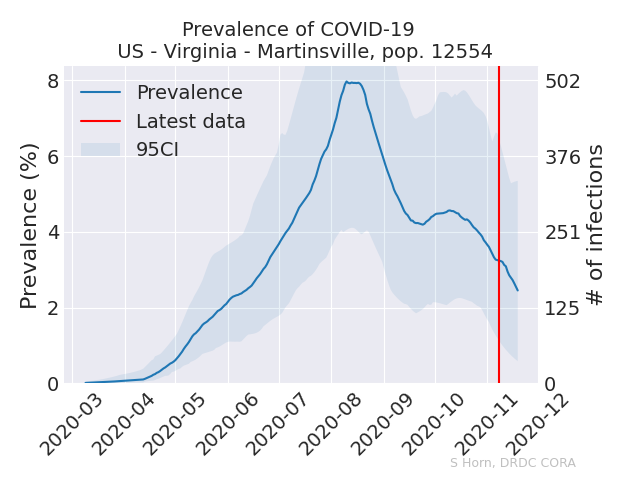 Prevalence of COVID-19
US - Virginia - Martinsville, pop. 12554
Prevalence
Latest data
95CI
Prevalence (%)
8
6
4
2
0
# of infections
502
376
251
125
0
2020-03
2020-04
2020-05
2020-06
2020-07
2020-08
2020-09
2020-10
2020-11
2020-12
S Horn, DRDC CORA